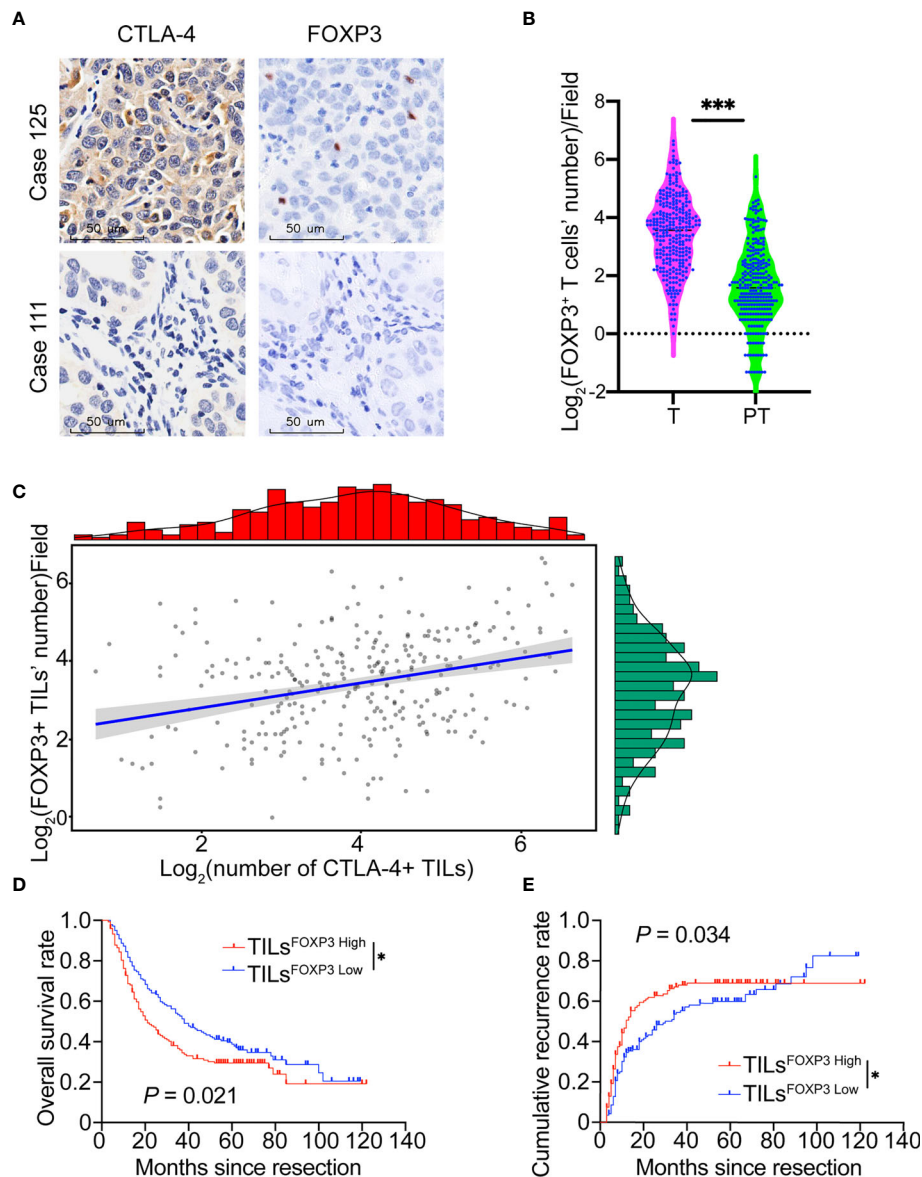 A
CTLA-4 FOXP3
Case 125
50 um 50 um
Case 111
50 um 50 um
B
***
Log2(FOXP3+ T cells' number)/Field
8
6
4
2
0
-2
T PT
C
Log2(FOXP3+ TILs' number)Field
6
4
2
0
2 4 6
Log2(number of CTLA-4+ TILs)
D
Overall survival rate
1.0
0.8
0.6
0.4
0.2
0.0
TILsFOXP3 High
TILsFOXP3 Low
*
P = 0.021
0 20 40 60 80 100 120 140
Months since resection
E
Cumulative recurrence rate
1.0
0.8
0.6
0.4
0.2
0.0
P = 0.034
TILsFOXP3 High
TILsFOXP3 Low
*
0 20 40 60 80 100 120 140
Months since resection